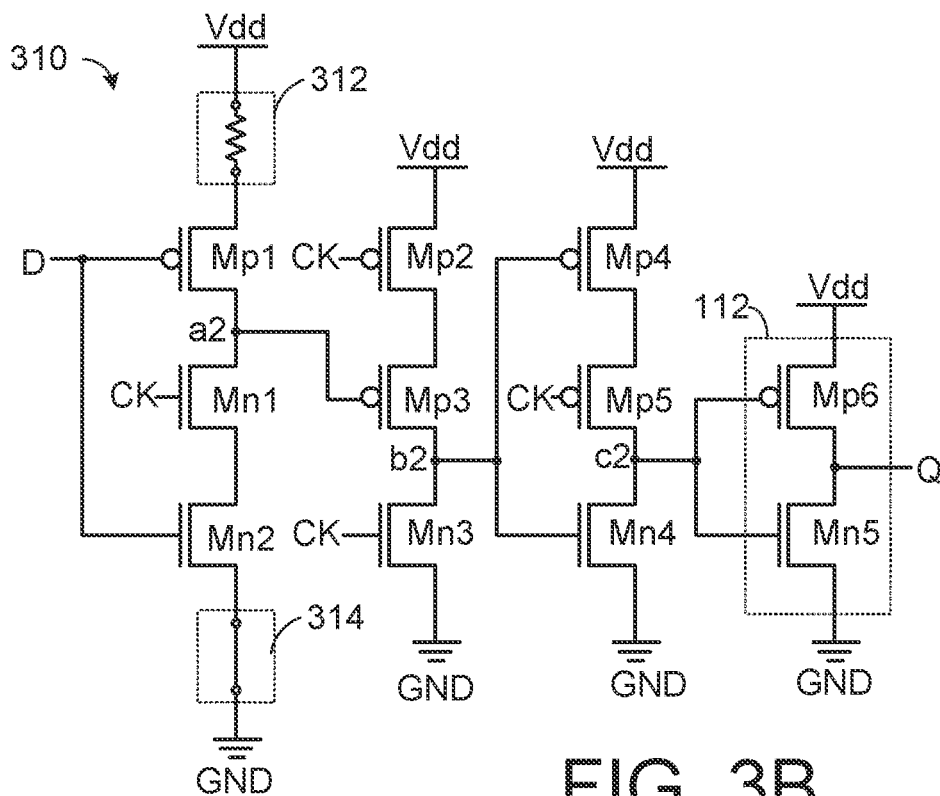 310
Vdd
312
Vdd
Vdd
D
Mp1
CK
Mp2
Mp4
Vdd
112
a2
CK
Mn1
Mp3
CK
Mp5
Mp6
b2
c2
Q
Mn2
CK
Mn3
Mn4
Mn5
314
GND
GND
GND
GND
FIG. 3B